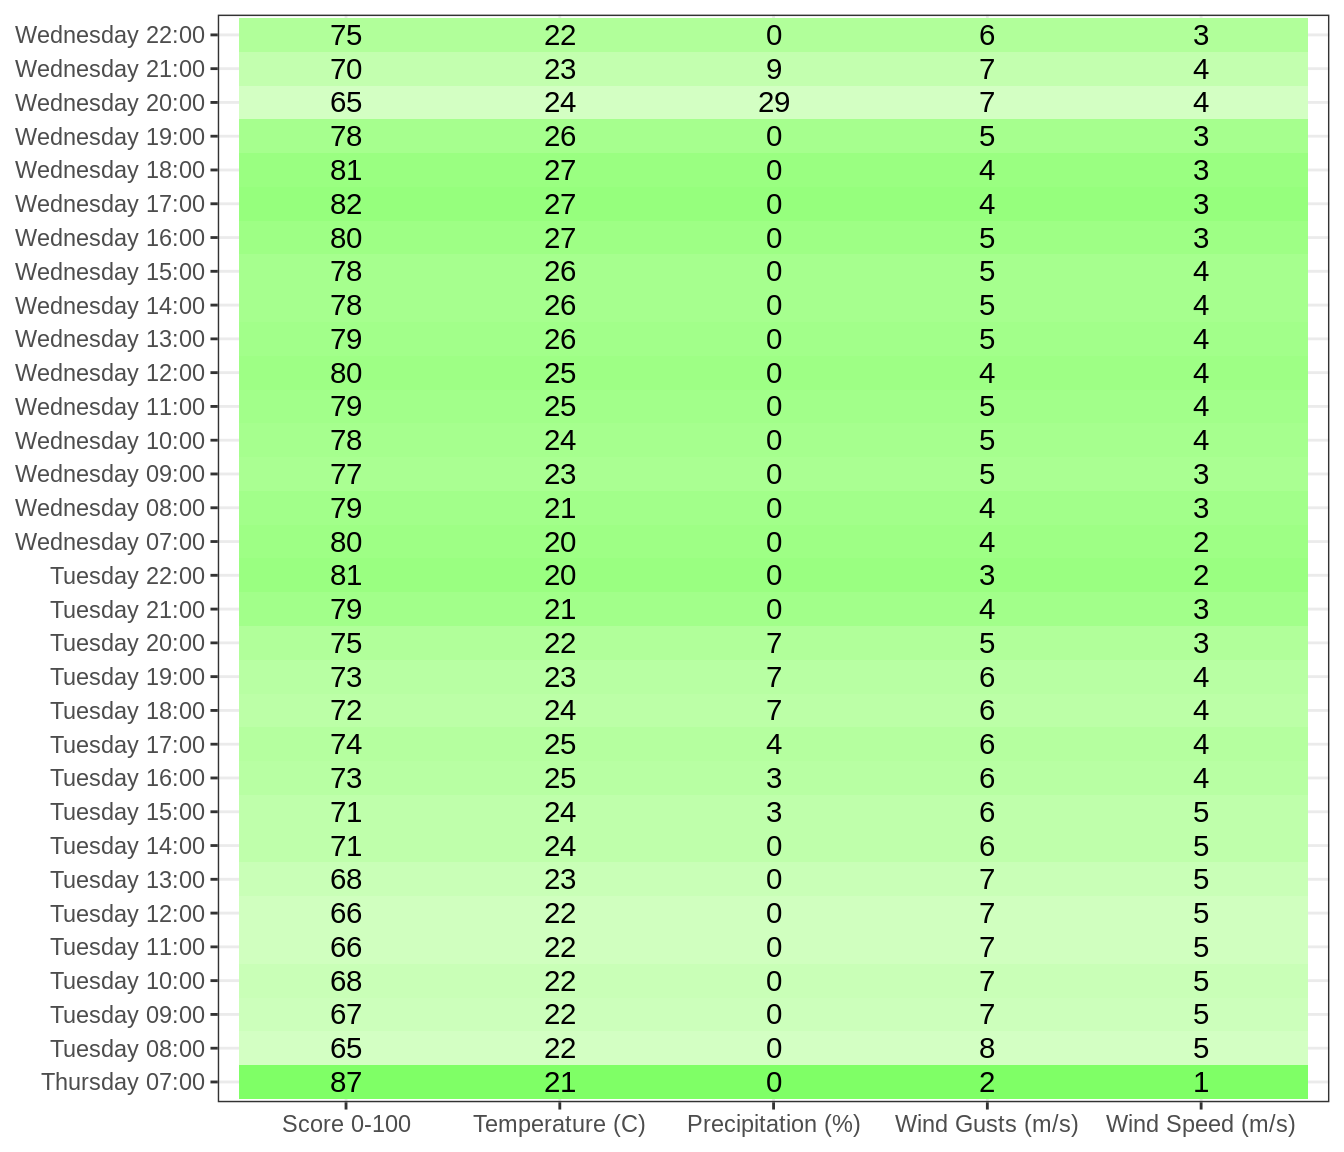 Wednesday 22:00 75 22 0 6 3
Wednesday 21:00 70 23 9 7 4
Wednesday 20:00 65 24 29 7 4
Wednesday 19:00 78 26 0 5 3
Wednesday 18:00 81 27 0 4 3
Wednesday 17:00 82 27 0 4 3
Wednesday 16:00 80 27 0 5 3
Wednesday 15:00 78 26 0 5 4
Wednesday 14:00 78 26 0 5 4
Wednesday 13:00 79 26 0 5 4
Wednesday 12:00 80 25 0 4 4
Wednesday 11:00 79 25 0 5 4
Wednesday 10:00 78 24 0 5 4
Wednesday 09:00 77 23 0 5 3
Wednesday 08:00 79 21 0 4 3
Wednesday 07:00 80 20 0 4 2
Tuesday 22:00 81 20 0 3 2
Tuesday 21:00 79 21 0 4 3
Tuesday 20:00 75 22 7 5 3
Tuesday 19:00 73 23 7 6 4
Tuesday 18:00 72 24 7 6 4
Tuesday 17:00 74 25 4 6 4
Tuesday 16:00 73 25 3 6 4
Tuesday 15:00 71 24 3 6 5
Tuesday 14:00 71 24 0 6 5
Tuesday 13:00 68 23 0 7 5
Tuesday 12:00 66 22 0 7 5
Tuesday 11:00 66 22 0 7 5
Tuesday 10:00 68 22 0 7 5
Tuesday 09:00 67 22 0 7 5
Tuesday 08:00 65 22 0 8 5
Thursday 07:00 87 21 0 2 1
Score 0-100 Temperature (C) Precipitation (%) Wind Gusts (m/s) Wind Speed (m/s)